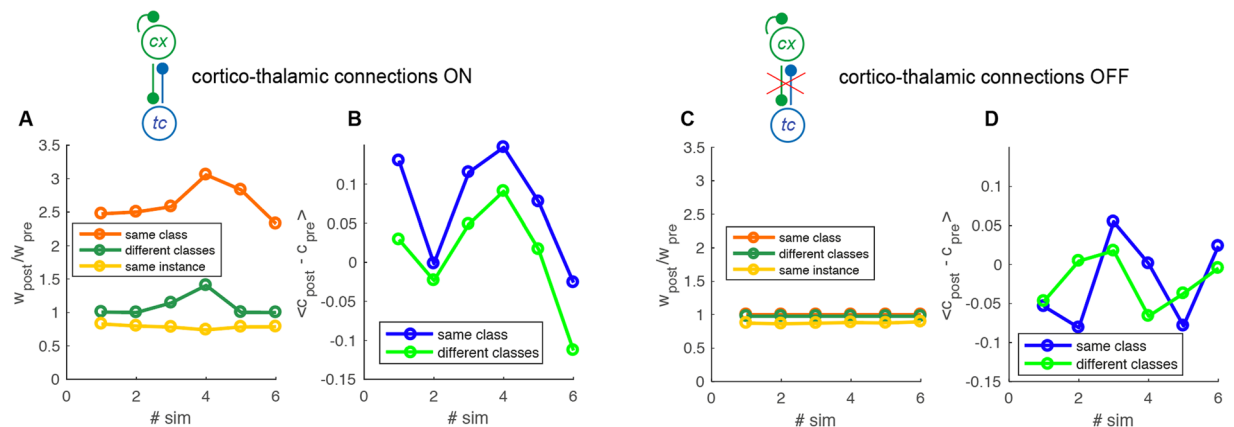 cx
cortico-thalamic connections ON
tc
A
w_post/w_pre
3.5
3
2.5
2
1.5
1
0.5
0
same class
different classes
same instance
0
2
4
6
# sim
B
<c_post - c_pre>
0.1
0.05
0
-0.05
-0.1
-0.15
same class
different classes
0
2
4
6
# sim
cx
cortico-thalamic connections OFF
tc
C
w_post/w_pre
3.5
3
2.5
2
1.5
1
0.5
0
same class
different classes
same instance
0
2
4
6
# sim
D
<c_post - c_pre>
0.1
0.05
0
-0.05
-0.1
-0.15
same class
different classes
0
2
4
6
# sim